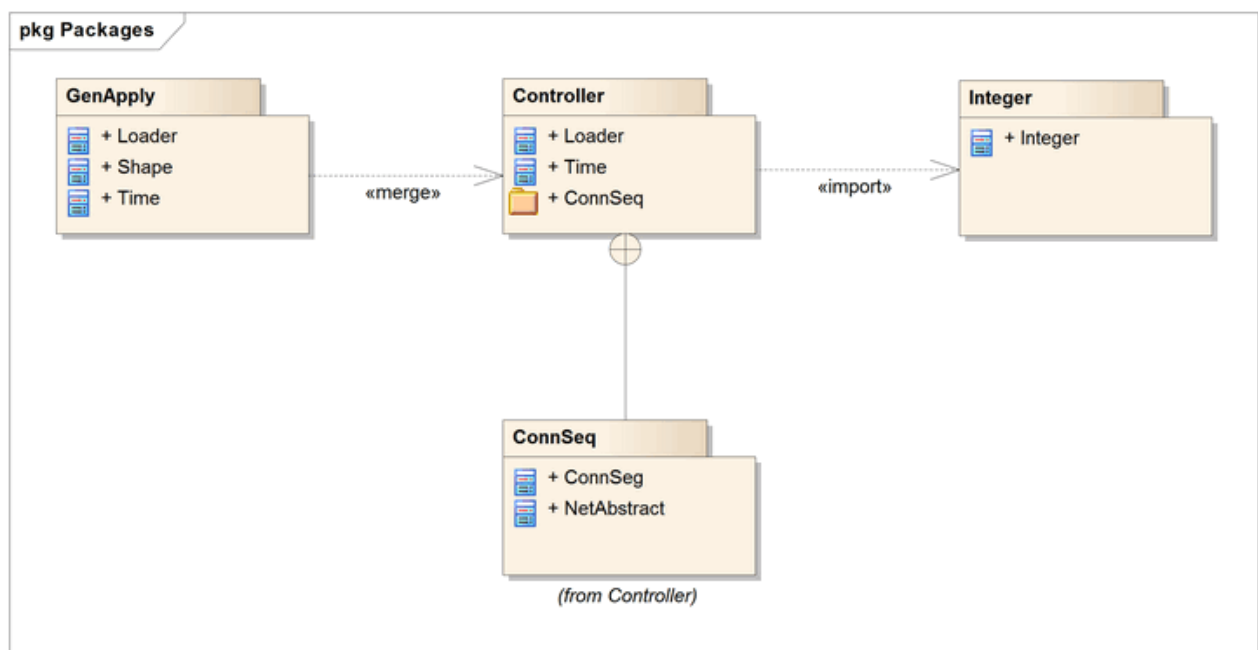 pkg Packages
GenApply
+ Loader
+ Shape
+ Time
«merge»
Controller
+ Loader
+ Time
+ ConnSeq
«import»
Integer
+ Integer
ConnSeq
+ ConnSeg
+ NetAbstract
(from Controller)